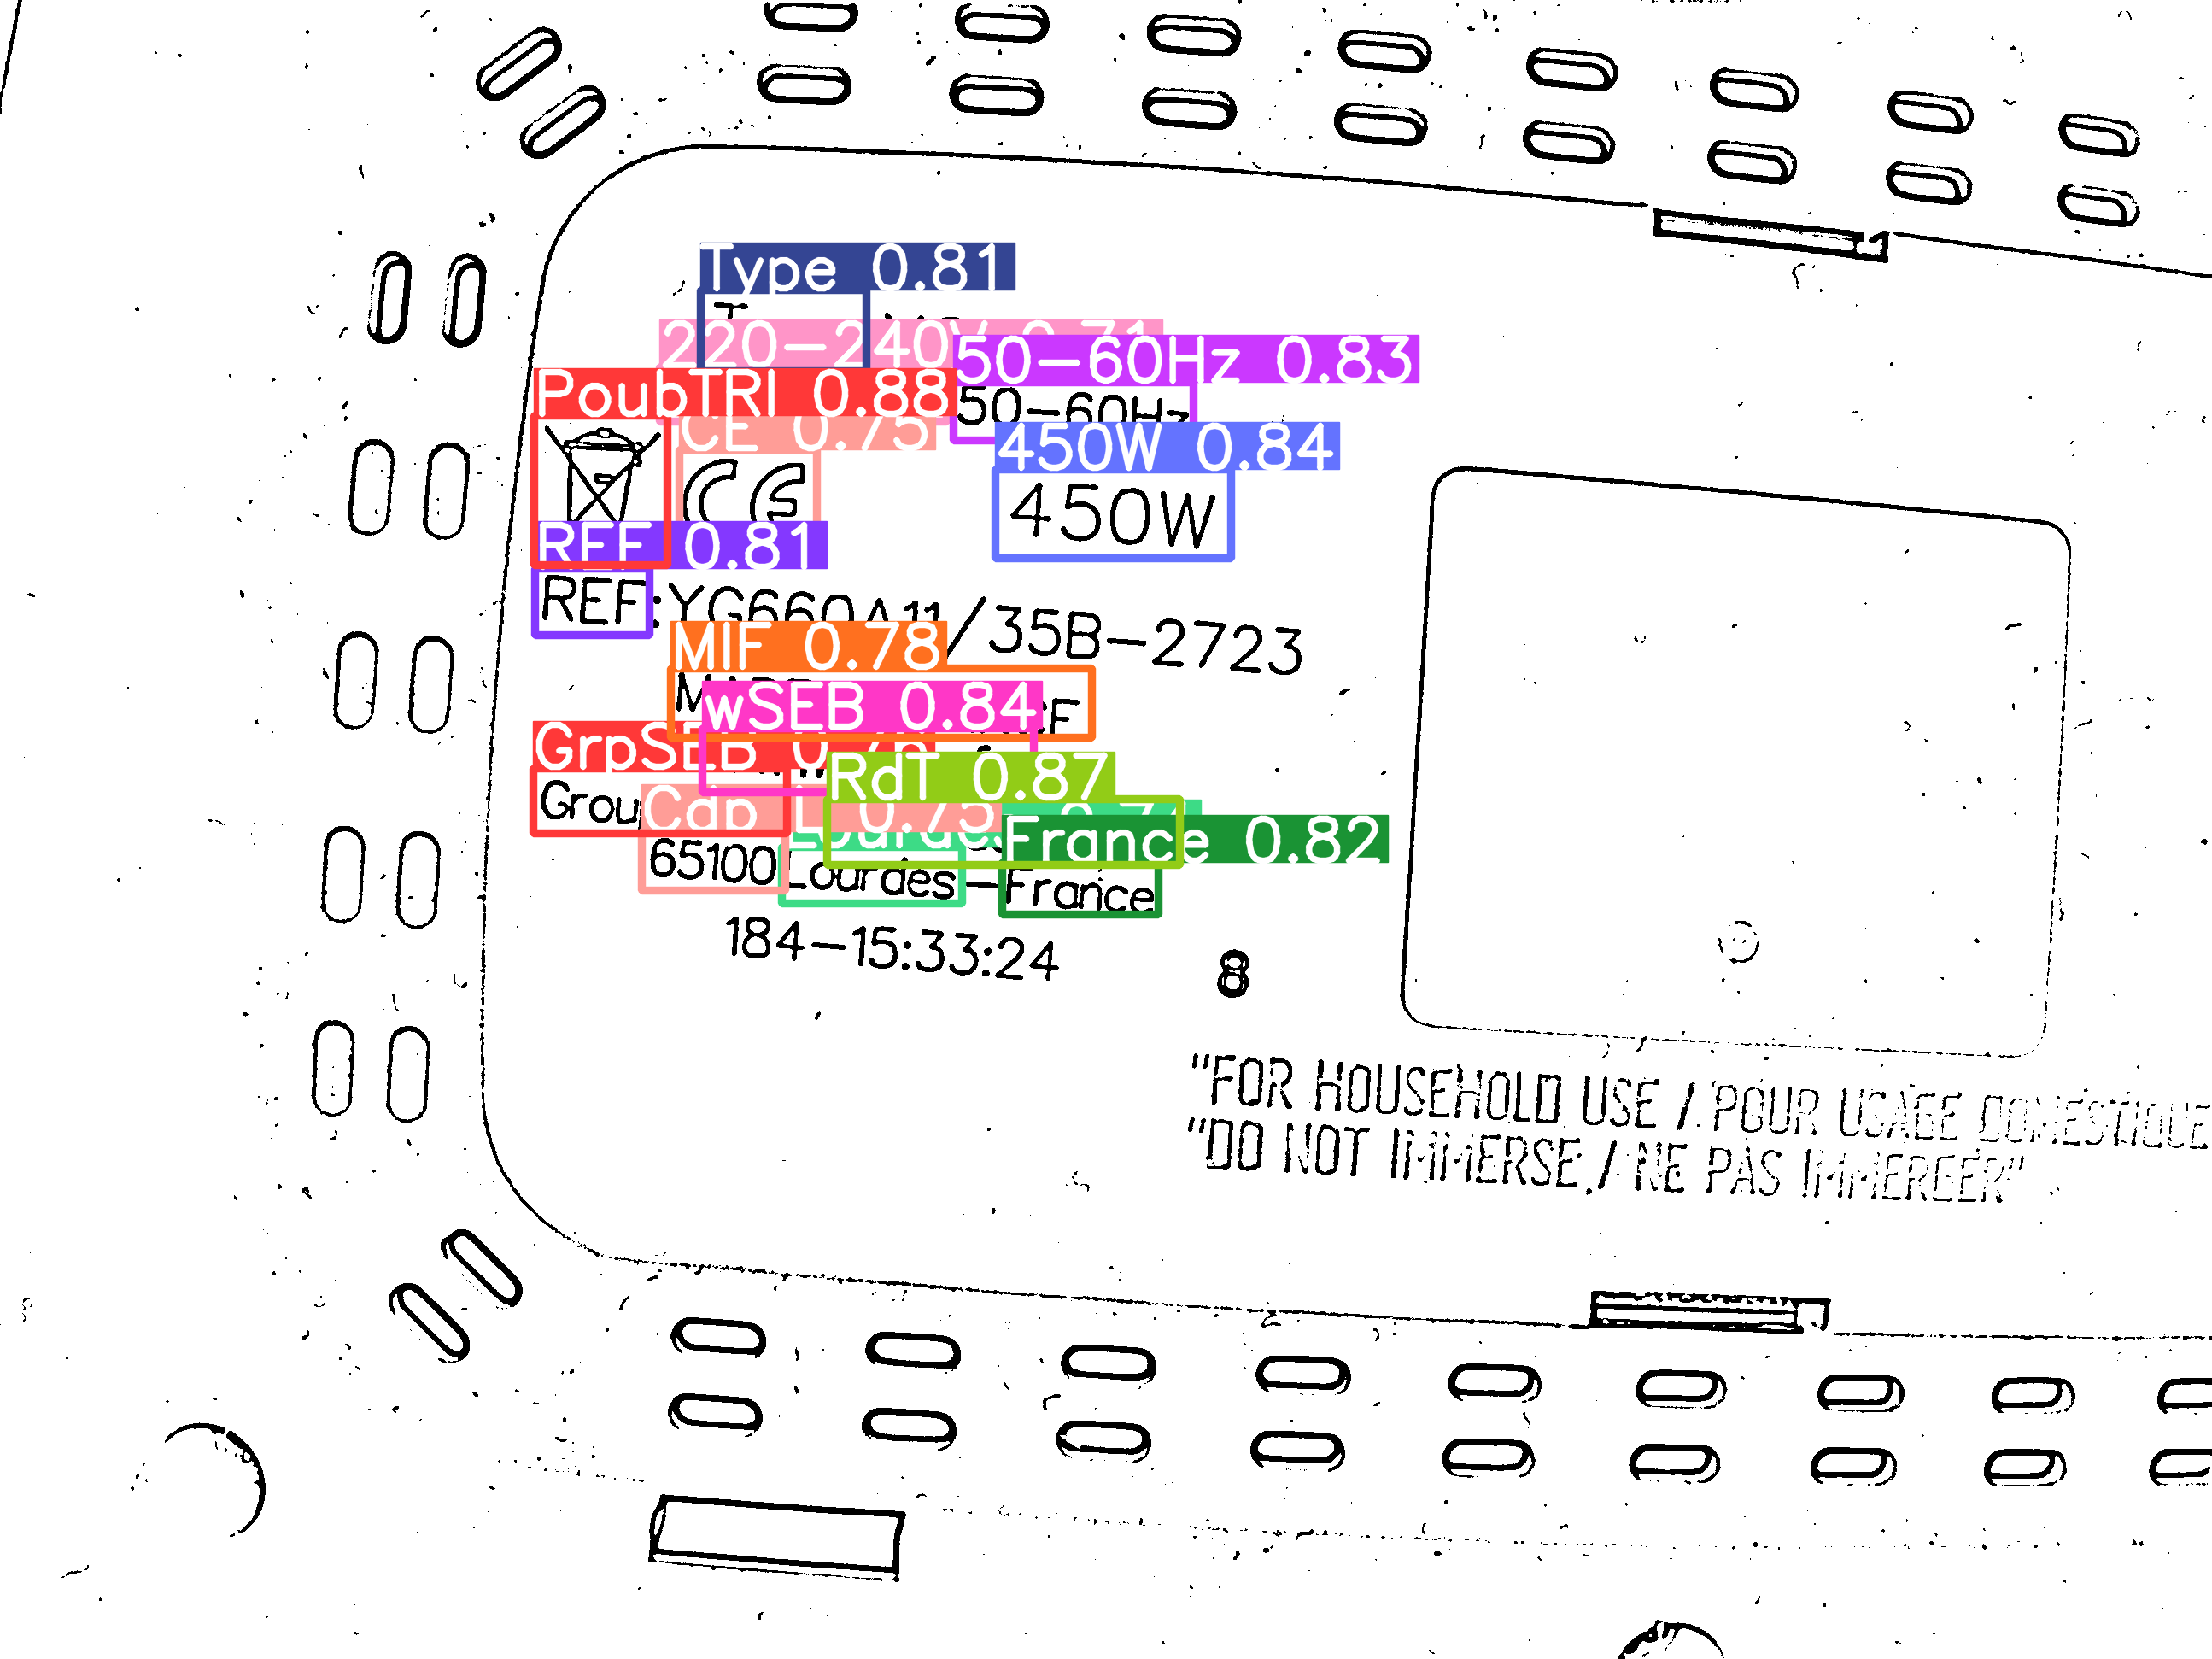 Type 0.81
220-240V 0.71
50-60Hz 0.83
PoubTRI 0.88
50-60Hz
CE 0.75
450W 0.84
CE
450W
REF 0.81
REF:YG660A11/35B-2723
MIF 0.78
wSEB 0.84
GrpSEB 0.76
RdT 0.87
Cdp 0.75
France 0.82
65100 Lourdes-France
184-15:33:24
8
"FOR HOUSEHOLD USE / POUR USAGE DOMESTIQUE
"DO NOT IMMERSE / NE PAS IMMERGER"